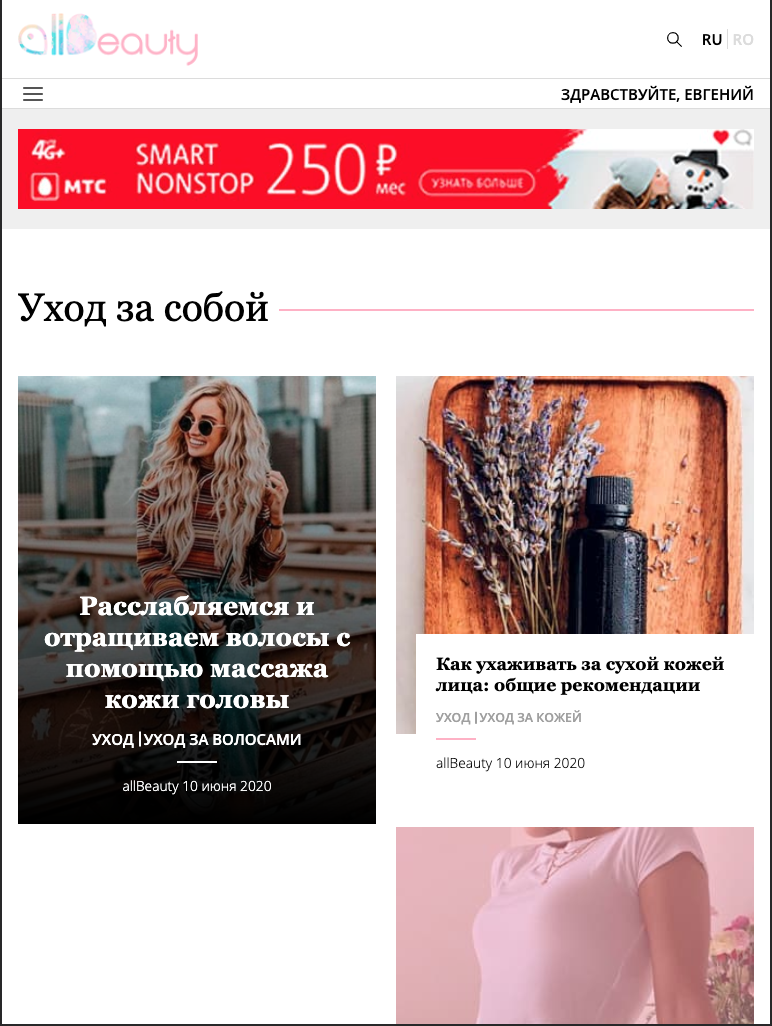 allBeauty
RU | RO
ЗДРАВСТВУЙТЕ, ЕВГЕНИЙ
4G+
МТС
SMART
NONSTOP
250 ₽
мес
УЗНАТЬ БОЛЬШЕ
Уход за собой
Расслабляемся и
отращиваем волосы с
помощью массажа
кожи головы
УХОД |УХОД ЗА ВОЛОСАМИ
allBeauty 10 июня 2020
Как ухаживать за сухой кожей
лица: общие рекомендации
УХОД |УХОД ЗА КОЖЕЙ
allBeauty 10 июня 2020